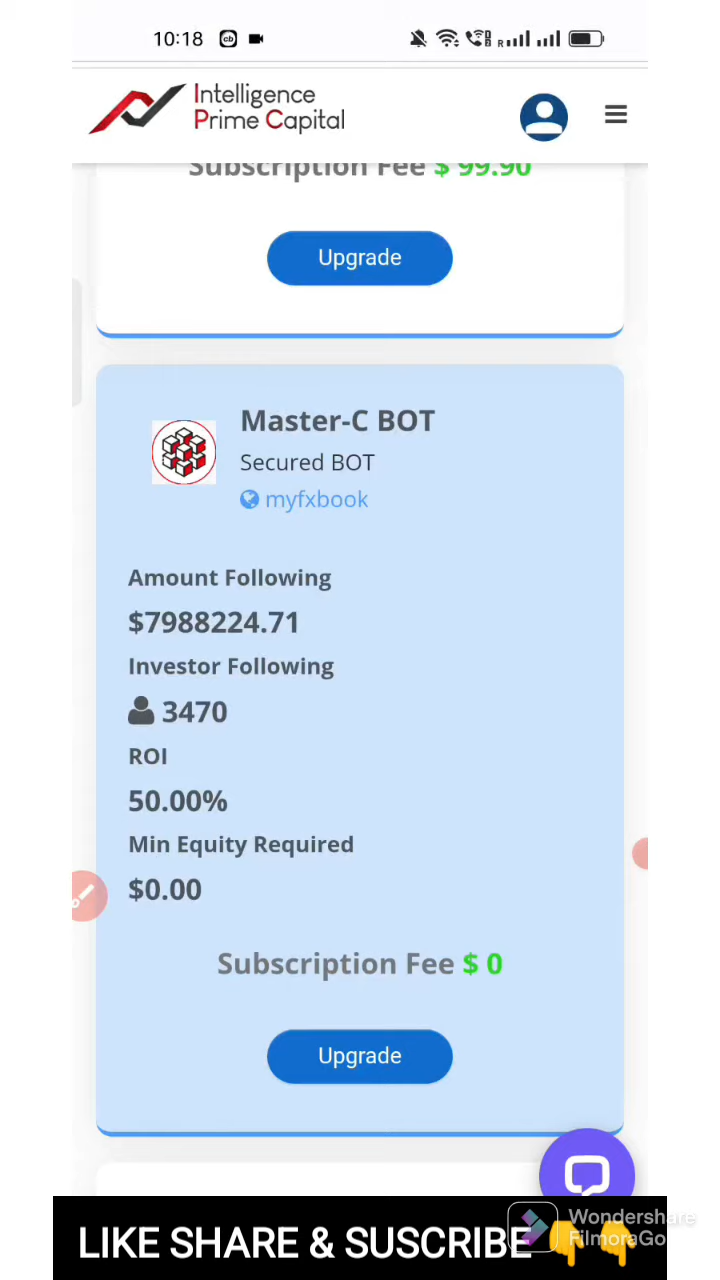 10:18
Intelligence
Prime Capital
Subscription Fee $ 99.90
Upgrade
Master-C BOT
Secured BOT
myfxbook
Amount Following
$7988224.71
Investor Following
3470
ROI
50.00%
Min Equity Required
$0.00
Subscription Fee $ 0
Upgrade
LIKE SHARE & SUSCRIBE
Wondershare
FilmoraGo